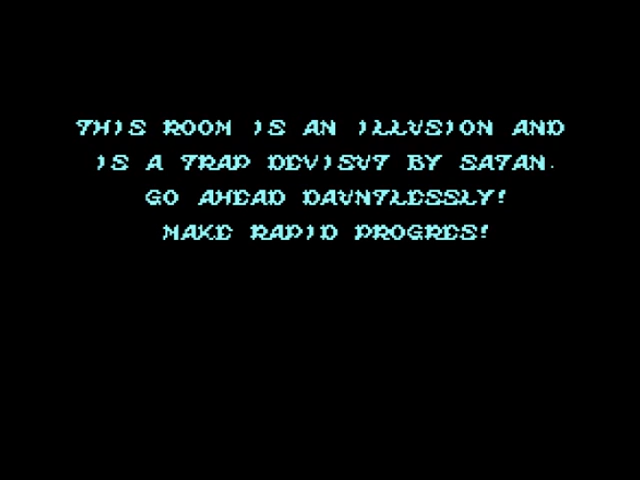 THIS ROOM IS AN ILLUSION AND
IS A TRAP DEVISUT BY SATAN.
GO AHEAD DAUNTLESSLY!
MAKE RAPID PROGRES!